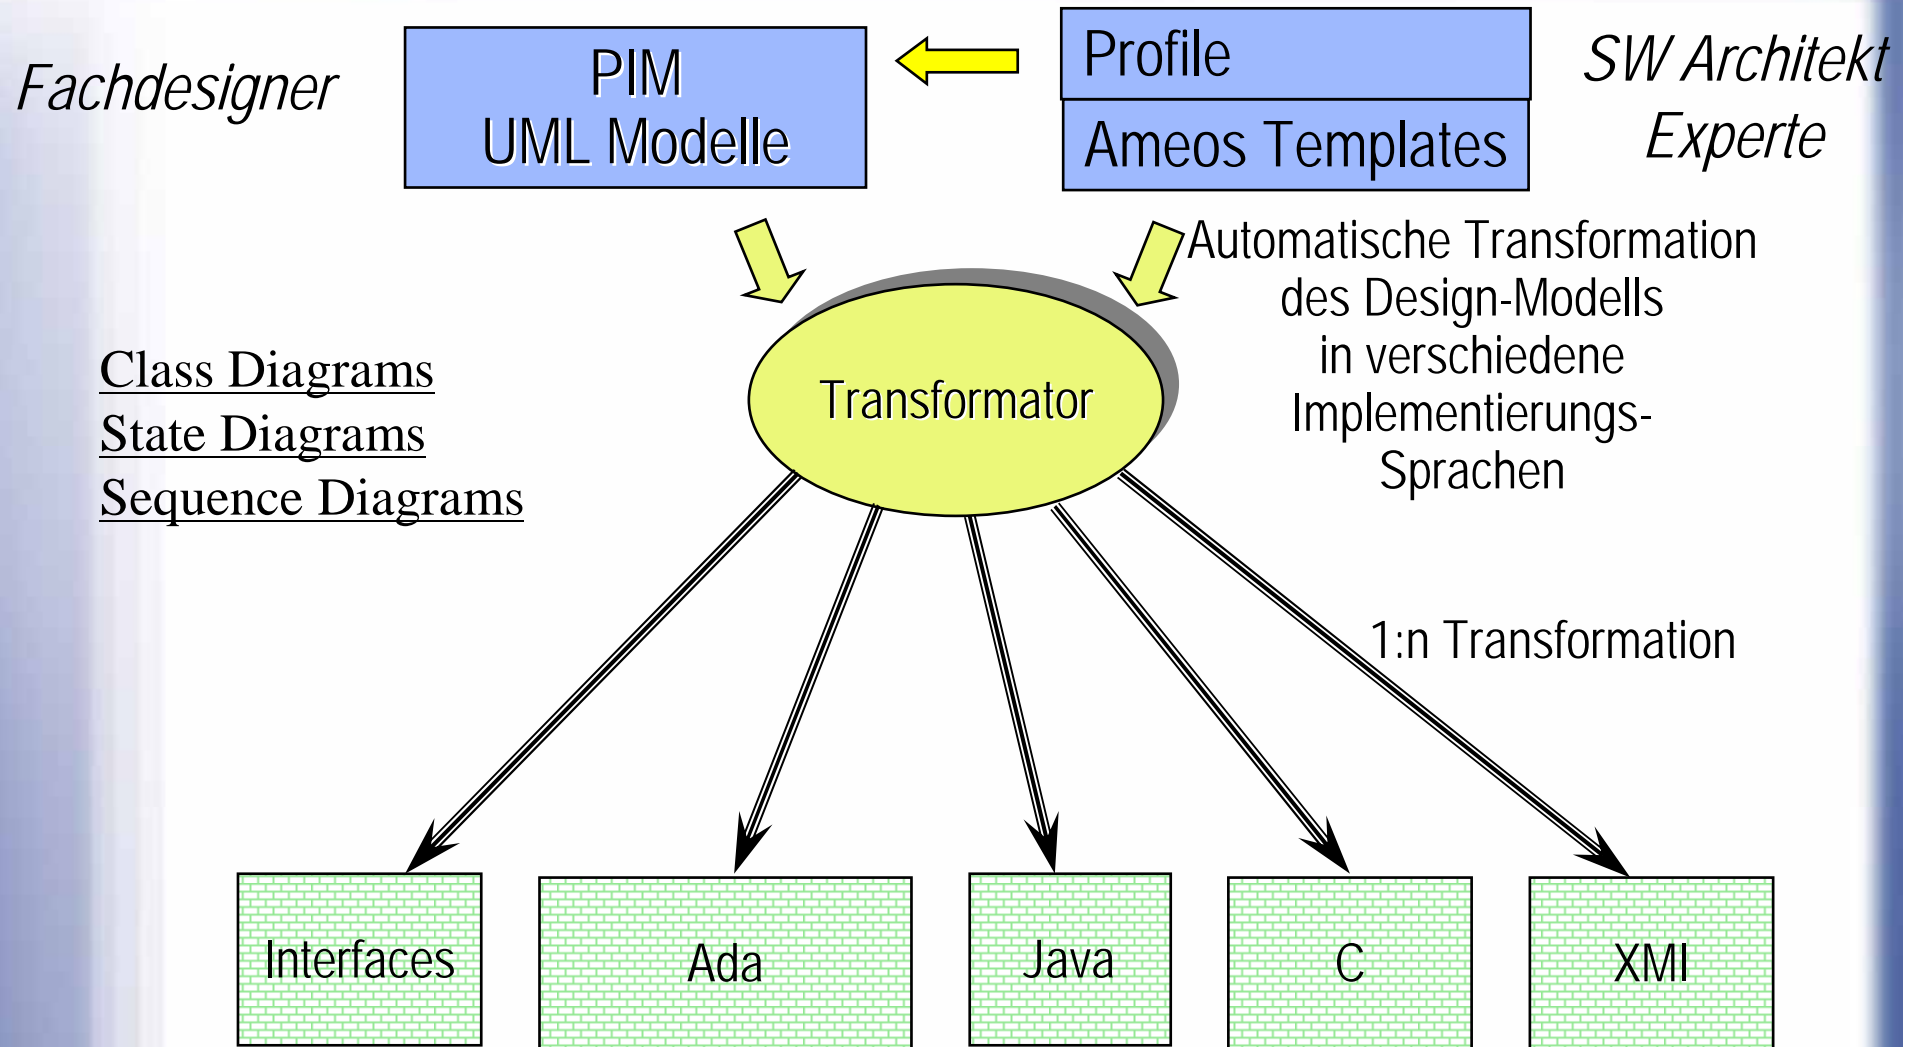 Fachdesigner
PIM
UML Modelle
Profile
Ameos Templates
SW Architekt
Experte
Automatische Transformation
des Design-Modells
in verschiedene
Implementierungs-
Sprachen
Class Diagrams
State Diagrams
Sequence Diagrams
Transformator
1:n Transformation
Interfaces
Ada
Java
C
XMI